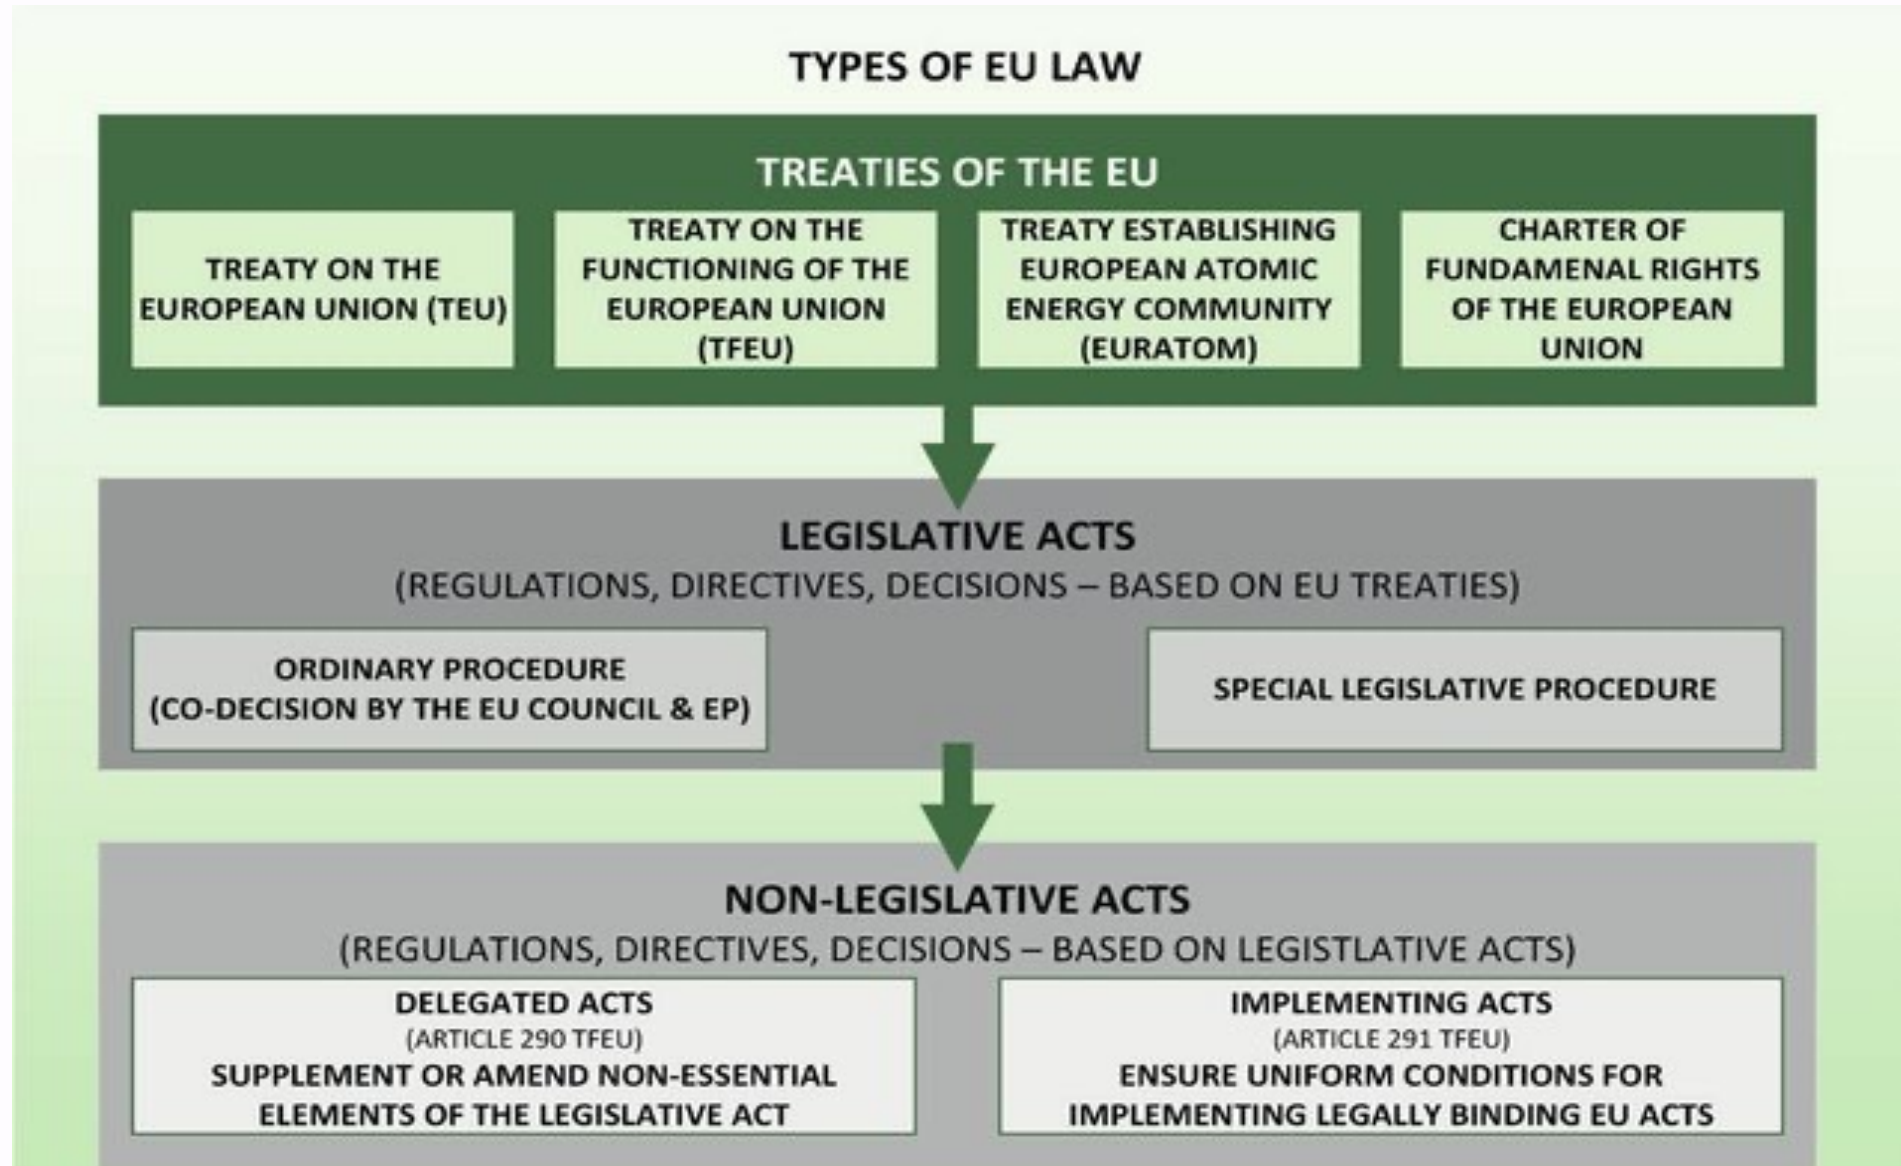 TYPES OF EU LAW
TREATIES OF THE EU
TREATY ON THE
EUROPEAN UNION (TEU)
TREATY ON THE
FUNCTIONING OF THE
EUROPEAN UNION
(TFEU)
TREATY ESTABLISHING
EUROPEAN ATOMIC
ENERGY COMMUNITY
(EURATOM)
CHARTER OF
FUNDAMENAL RIGHTS
OF THE EUROPEAN
UNION
LEGISLATIVE ACTS
(REGULATIONS, DIRECTIVES, DECISIONS – BASED ON EU TREATIES)
ORDINARY PROCEDURE
(CO-DECISION BY THE EU COUNCIL & EP)
SPECIAL LEGISLATIVE PROCEDURE
NON-LEGISLATIVE ACTS
(REGULATIONS, DIRECTIVES, DECISIONS – BASED ON LEGISTLATIVE ACTS)
DELEGATED ACTS
(ARTICLE 290 TFEU)
SUPPLEMENT OR AMEND NON-ESSENTIAL
ELEMENTS OF THE LEGISLATIVE ACT
IMPLEMENTING ACTS
(ARTICLE 291 TFEU)
ENSURE UNIFORM CONDITIONS FOR
IMPLEMENTING LEGALLY BINDING EU ACTS